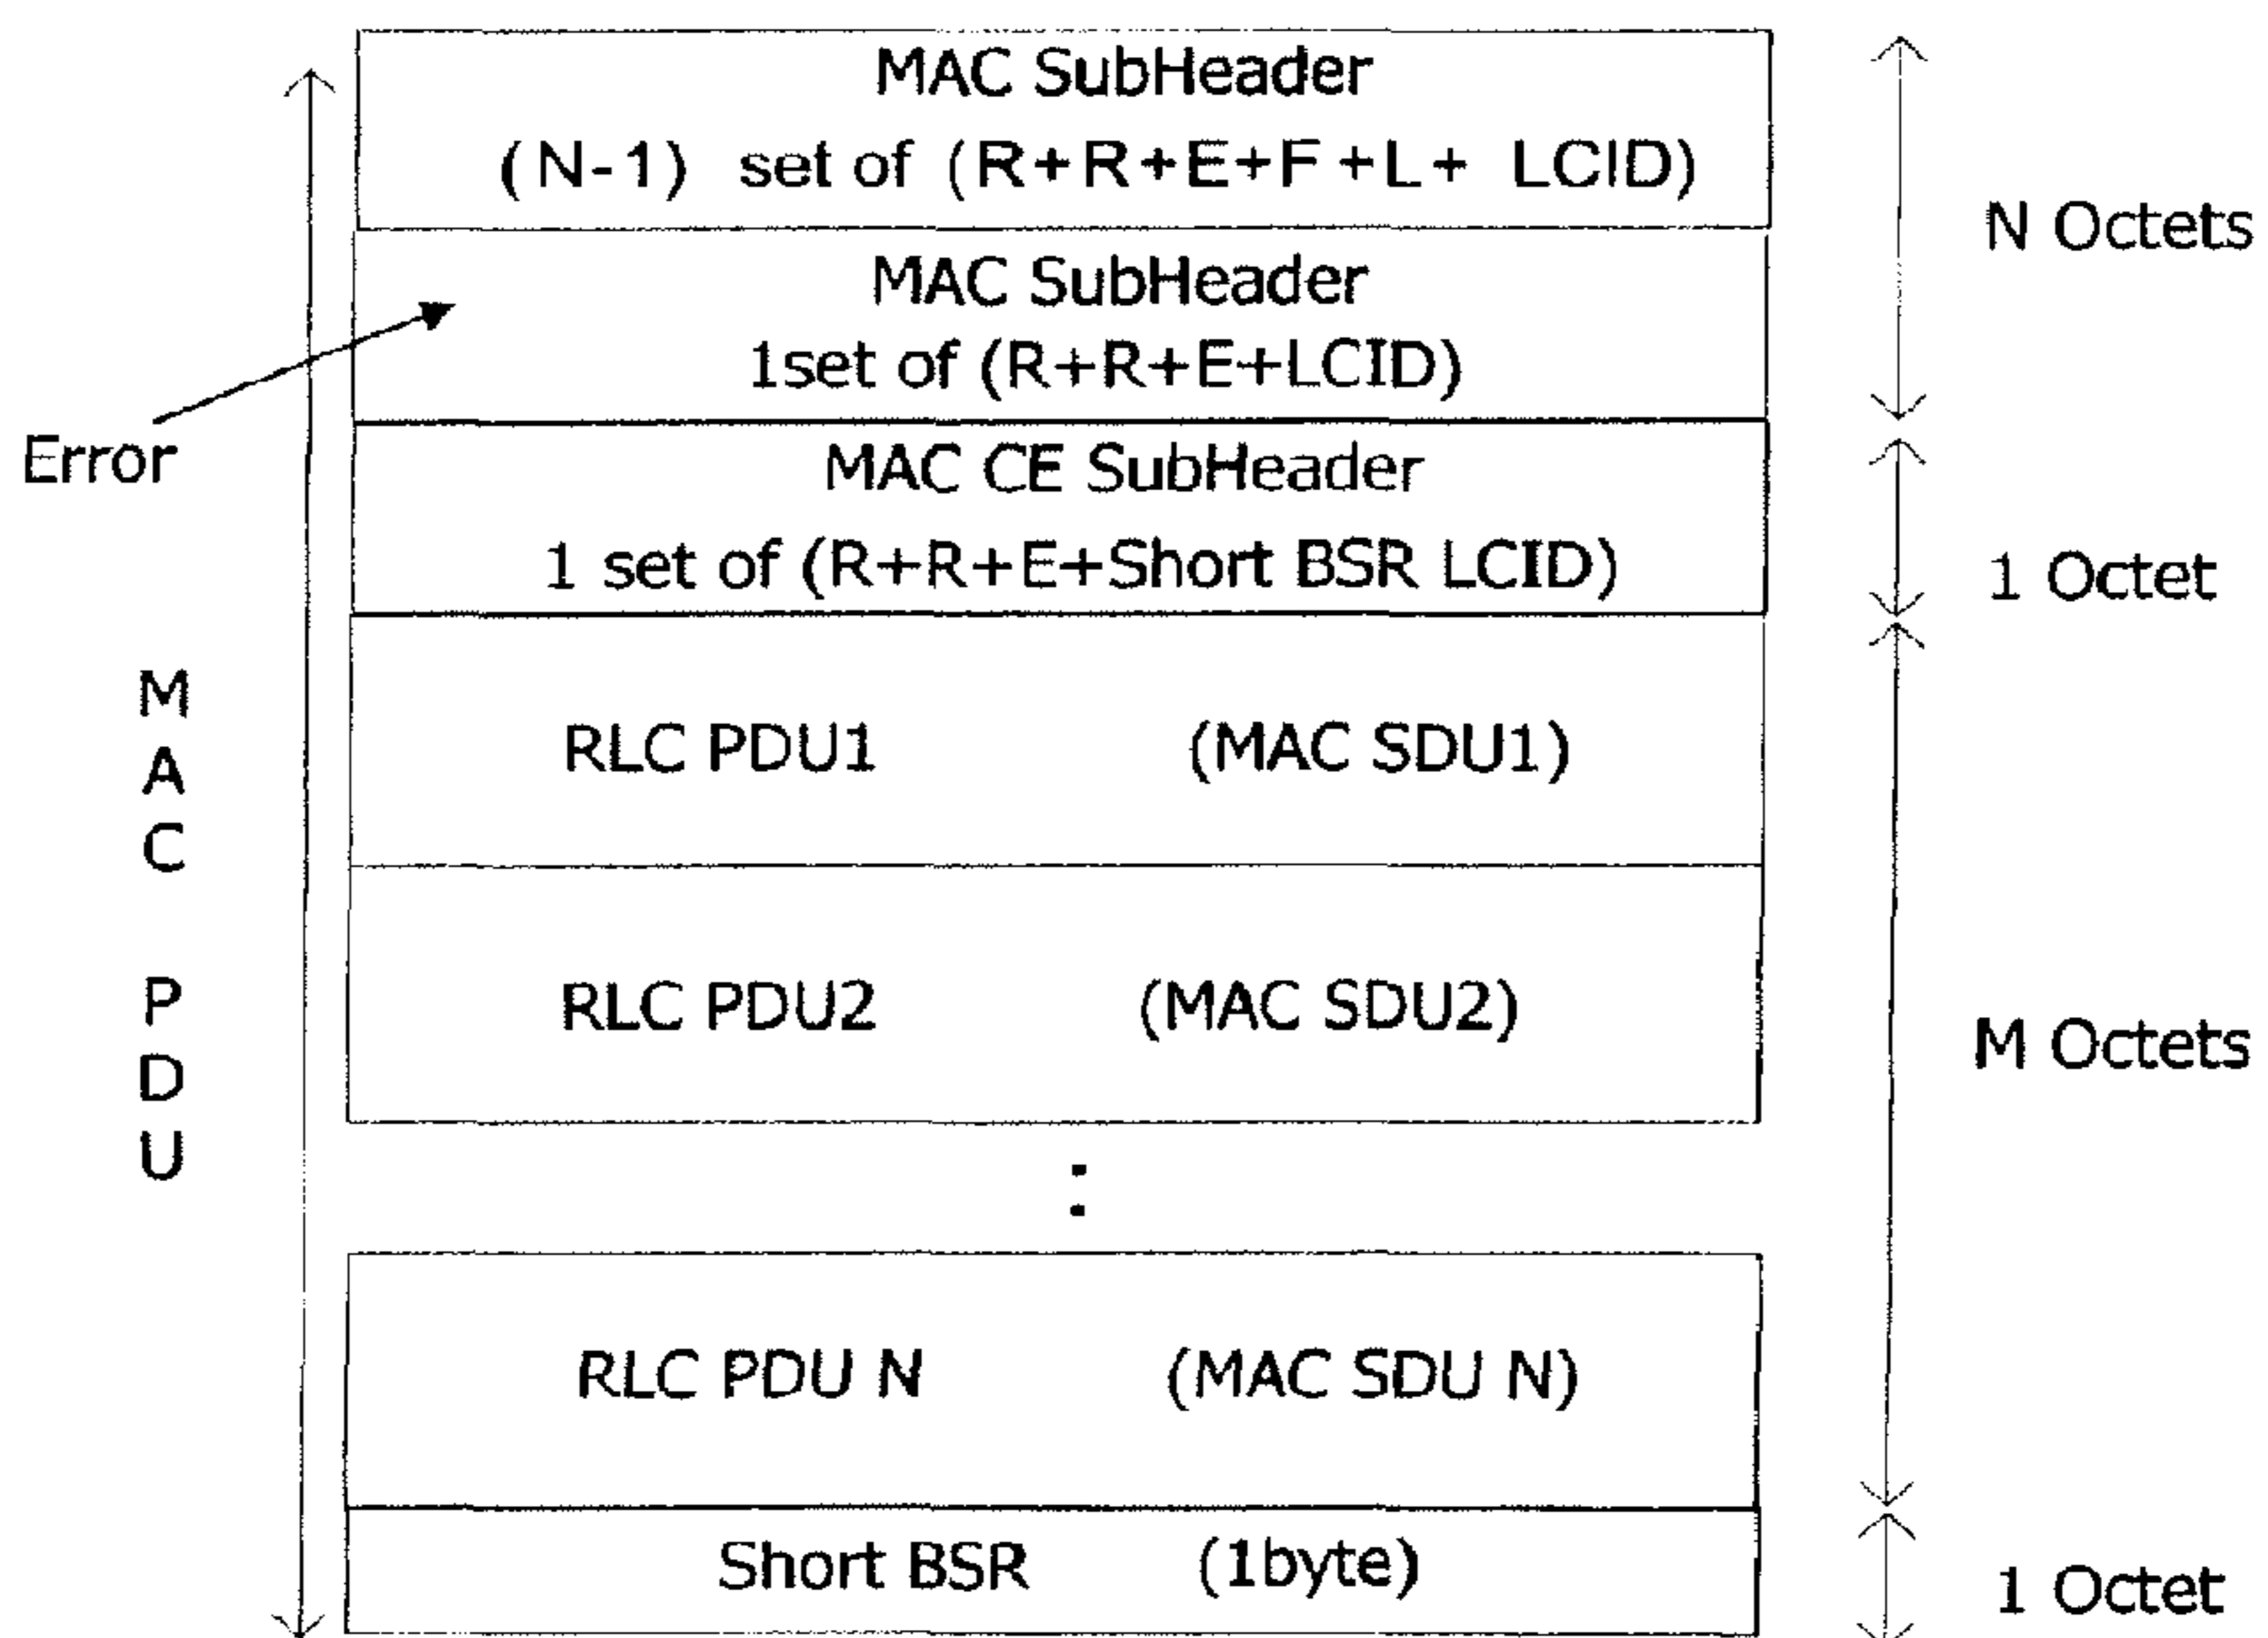 MAC SubHeader
(N-1) set of (R+R+E+F+L+ LCID)
N Octets
MAC SubHeader
1set of (R+R+E+LCID)
Error
MAC CE SubHeader
1 set of (R+R+E+Short BSR LCID)
1 Octet
MAC PDU
RLC PDU1 (MAC SDU1)
RLC PDU2 (MAC SDU2)
M Octets
:
RLC PDU N (MAC SDU N)
Short BSR (1byte)
1 Octet